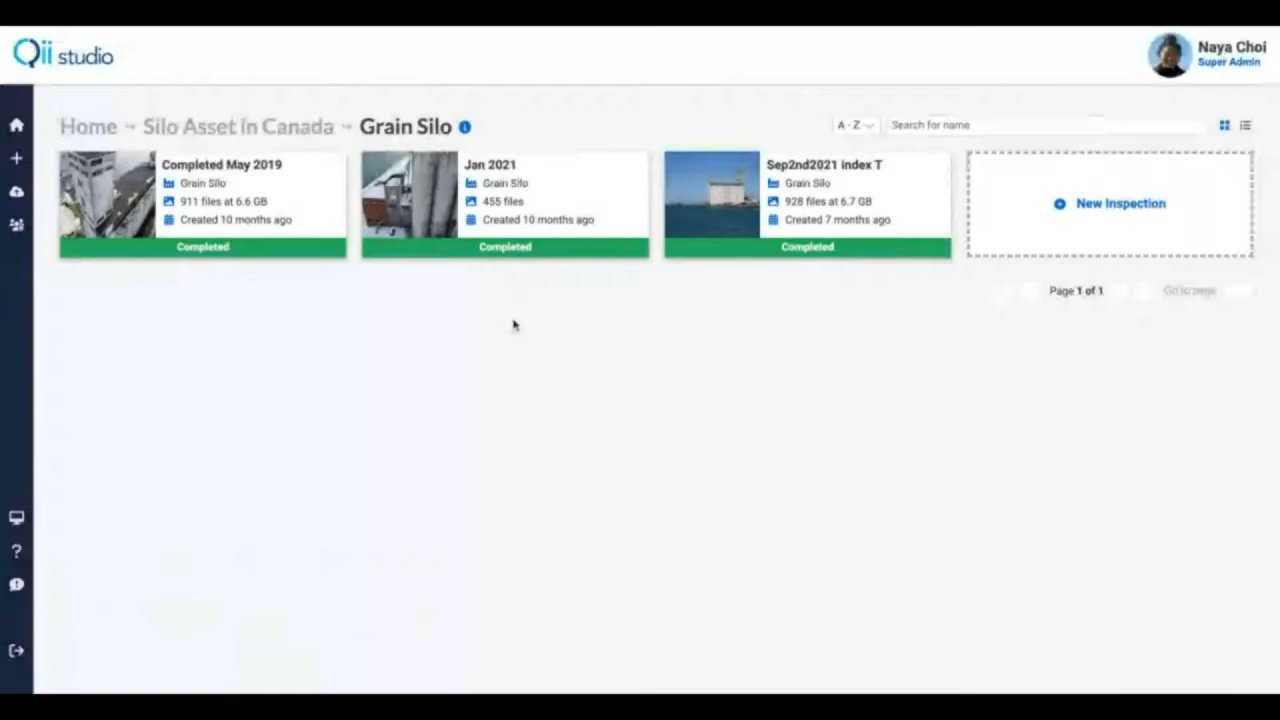 Qii studio
Naya Choi
Super Admin
Home → Silo Asset in Canada → Grain Silo
A - Z
Search for name
Completed May 2019
Grain Silo
911 files at 6.6 GB
Created 10 months ago
Completed
Jan 2021
Grain Silo
455 files
Created 10 months ago
Completed
Sep2nd2021 index T
Grain Silo
928 files at 6.7 GB
Created 7 months ago
Completed
New Inspection
Page 1 of 1
Go to page